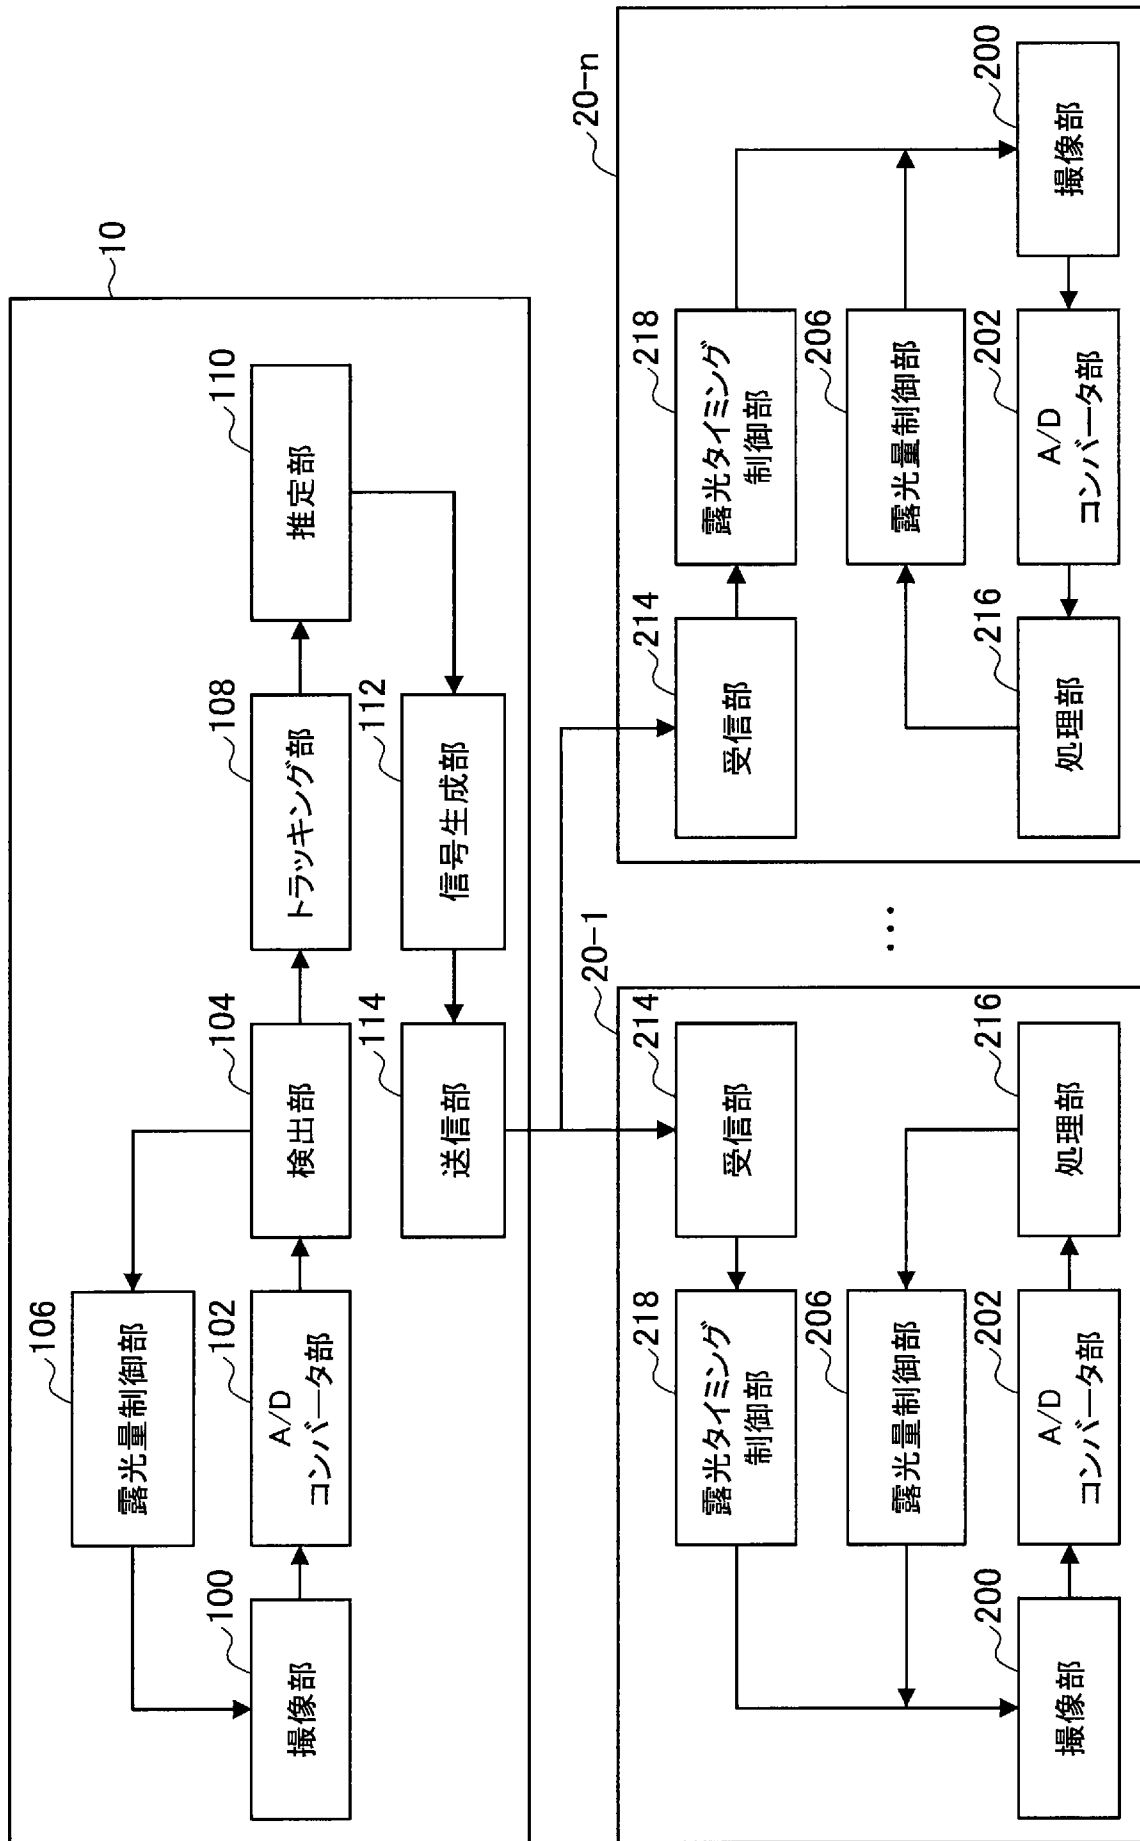 10
106
露光量制御部
100
撮像部
102
A/D
コンバータ部
104
検出部
108
トラッキング部
110
推定部
112
信号生成部
114
送信部
20-1
218
露光タイミング
制御部
214
受信部
206
露光量制御部
200
撮像部
202
A/D
コンバータ部
216
処理部
...
20-n
214
受信部
218
露光タイミング
制御部
206
露光量制御部
216
処理部
202
A/D
コンバータ部
200
撮像部